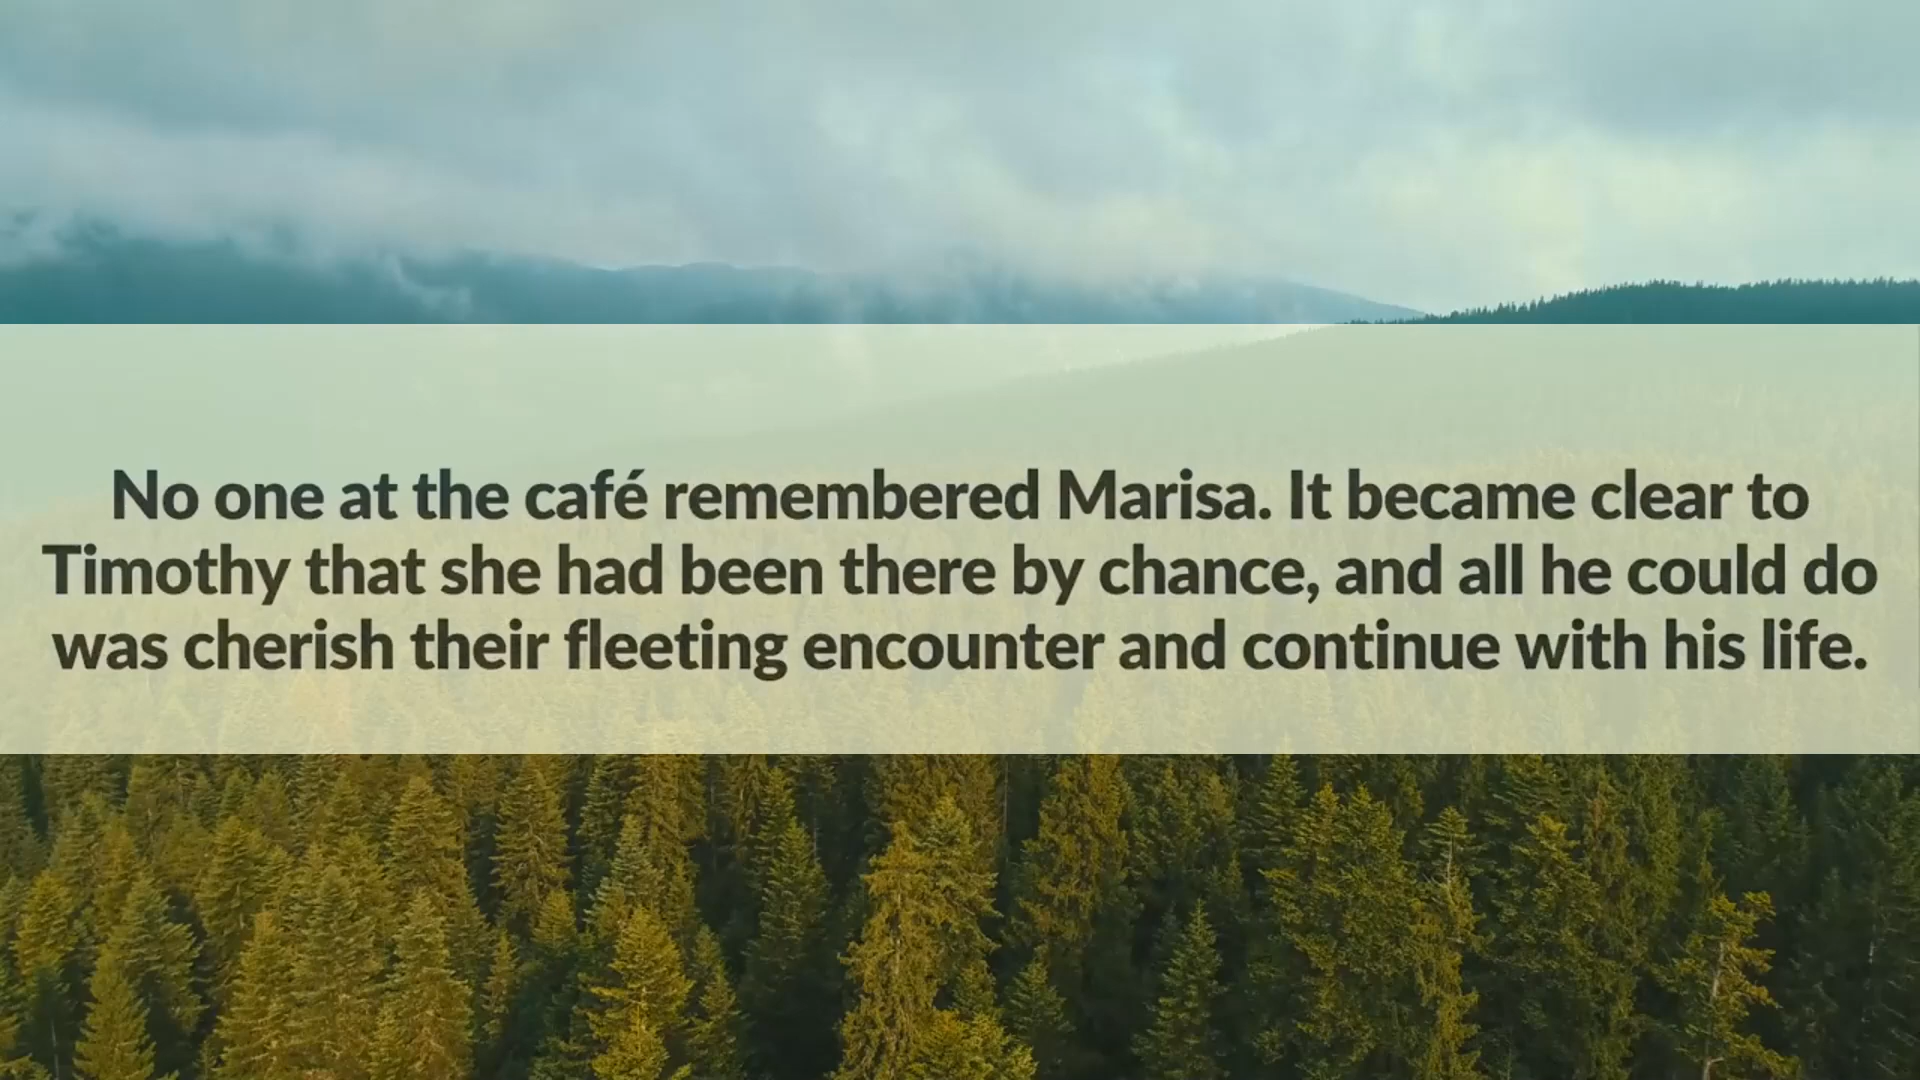 No one at the café remembered Marisa. It became clear to
Timothy that she had been there by chance, and all he could do
was cherish their fleeting encounter and continue with his life.